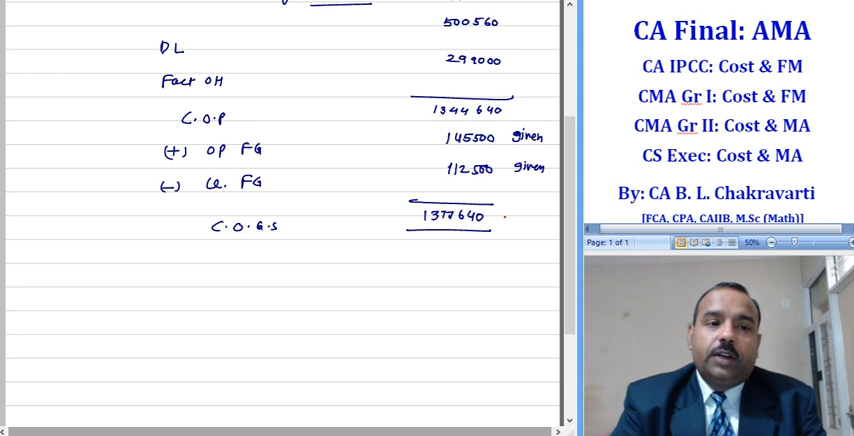 500560
DL
299000
Fact OH
C.O.P 1344640
(+) OP FG 145500 given
(-) Ce. FG 112500 given
C.O.G.S 1377640
CA Final: AMA
CA IPCC: Cost & FM
CMA Gr I: Cost & FM
CMA Gr II: Cost & MA
CS Exec: Cost & MA
By: CA B. L. Chakravarti
[FCA, CPA, CAIIB, M.Sc (Math)]
Page: 1 of 1 50%